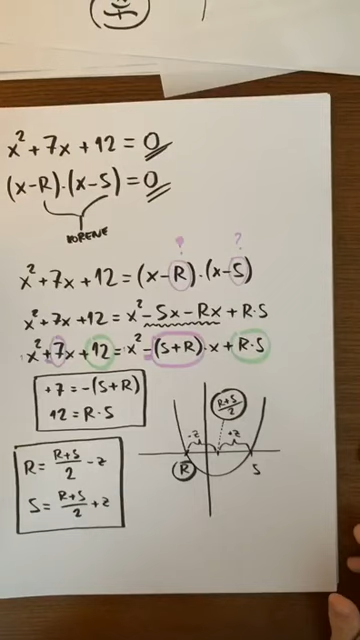 x²+7x+12=0
(x-R)·(x-S)=0
KORENE
? ?
x²+7x+12=(x-R)·(x-S)
x²+7x+12=x²-Sx-Rx+R·S
x²+7x+12=x²-(S+R)·x+R·S
+7=-(S+R)
12=R·S
R+S/2
-z +z
R S
R=R+S/2-z
S=R+S/2+z